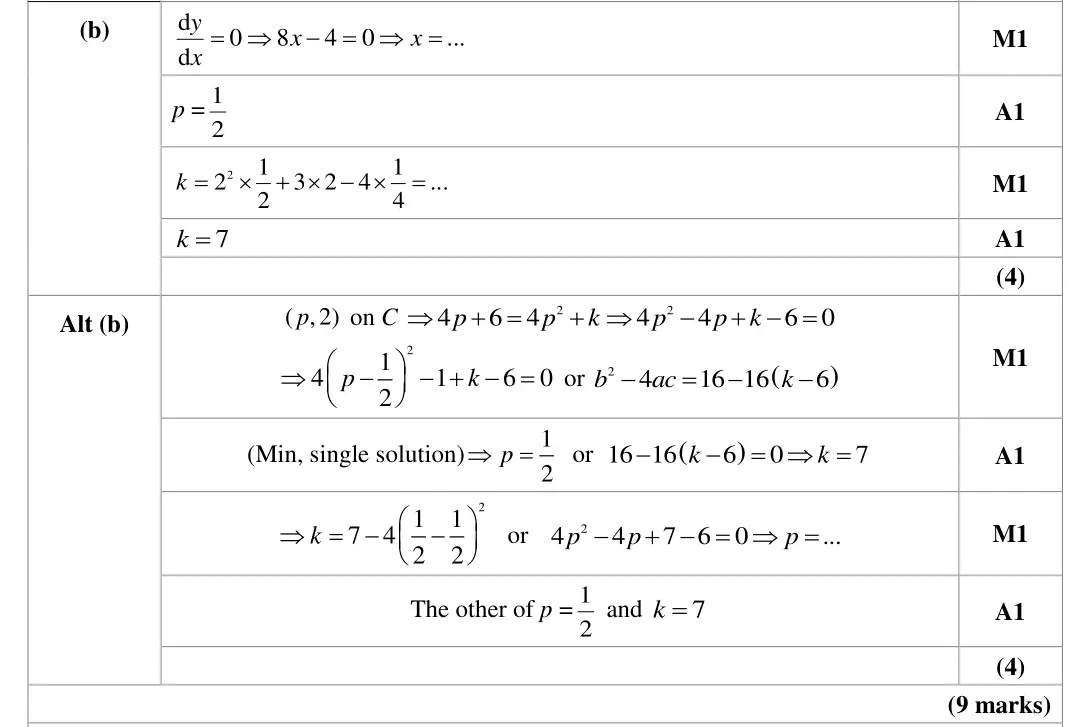 (b) dy/dx = 0 ⇒ 8x − 4 = 0 ⇒ x = ... M1
p = 1/2 A1
k = 2² × 1/2 + 3 × 2 − 4 × 1/4 = ... M1
k = 7 A1
(4)
Alt (b) (p, 2) on C ⇒ 4p + 6 = 4p² + k ⇒ 4p² − 4p + k − 6 = 0
⇒ 4(p − 1/2)² − 1 + k − 6 = 0 or b² − 4ac = 16 − 16(k − 6) M1
(Min, single solution) ⇒ p = 1/2 or 16 − 16(k − 6) = 0 ⇒ k = 7 A1
⇒ k = 7 − 4(1/2 − 1/2)² or 4p² − 4p + 7 − 6 = 0 ⇒ p = ... M1
The other of p = 1/2 and k = 7 A1
(4)
(9 marks)